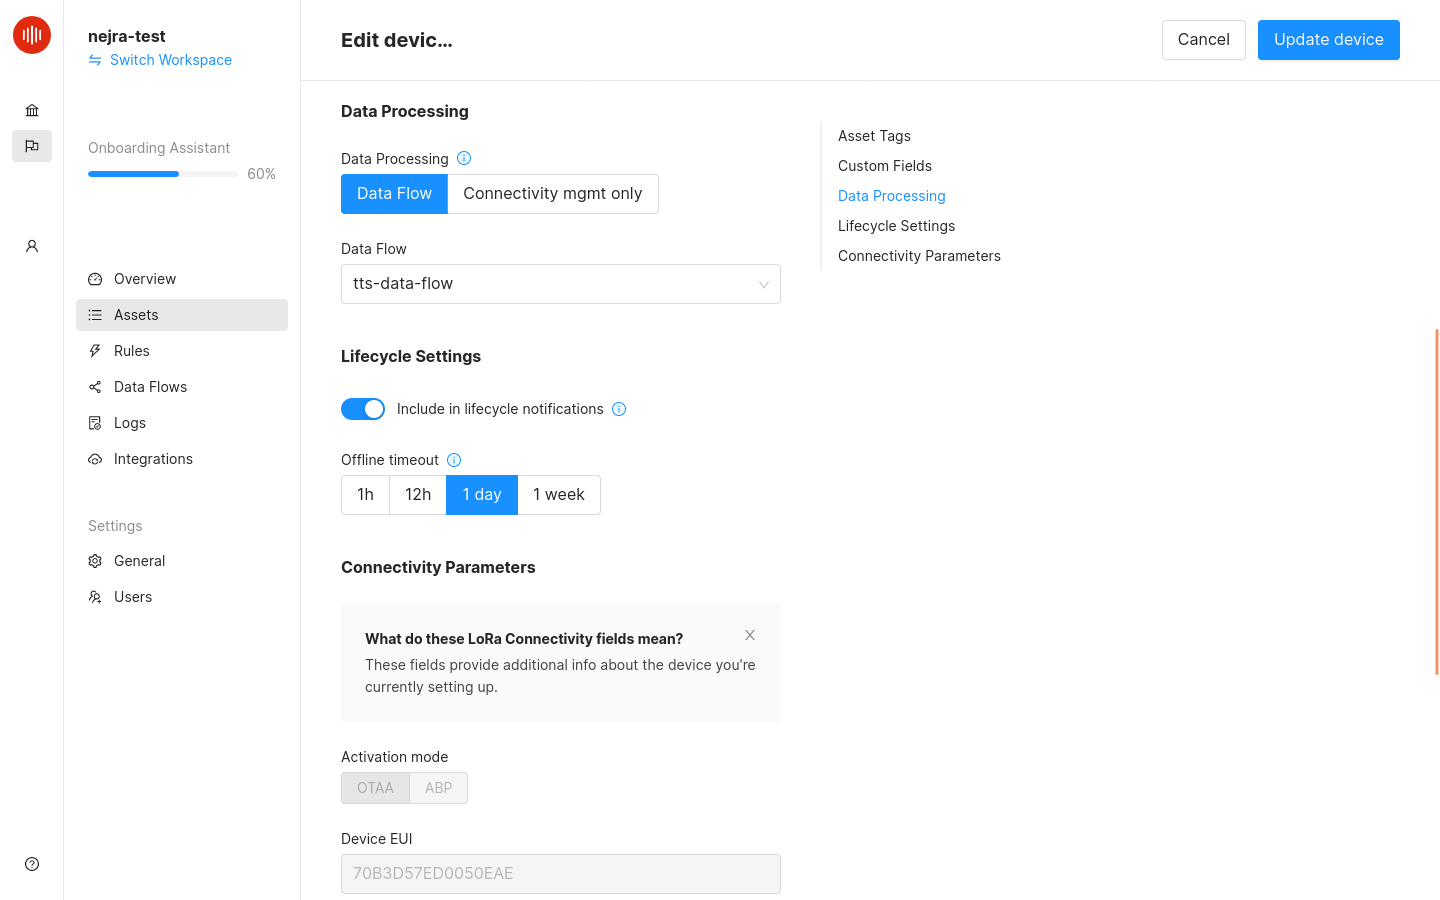 nejra-test
Switch Workspace
Onboarding Assistant
60%
Overview
Assets
Rules
Data Flows
Logs
Integrations
Settings
General
Users
Edit devic...
Cancel
Update device
Data Processing
Data Processing
Data Flow
Connectivity mgmt only
Data Flow
tts-data-flow
Lifecycle Settings
Include in lifecycle notifications
Offline timeout
1h
12h
1 day
1 week
Connectivity Parameters
What do these LoRa Connectivity fields mean?
These fields provide additional info about the device you're
currently setting up.
Activation mode
OTAA
ABP
Device EUI
70B3D57ED0050EAE
Asset Tags
Custom Fields
Data Processing
Lifecycle Settings
Connectivity Parameters